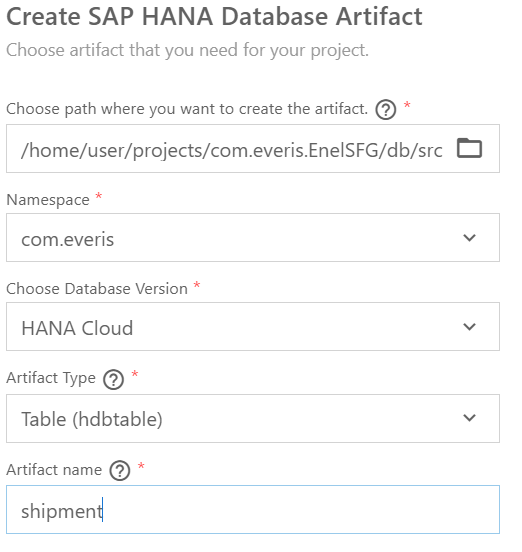 Create SAP HANA Database Artifact
Choose artifact that you need for your project.
Choose path where you want to create the artifact. ? *
/home/user/projects/com.everis.EnelSFG/db/src
Namespace *
com.everis
Choose Database Version *
HANA Cloud
Artifact Type ? *
Table (hdbtable)
Artifact name ? *
shipment